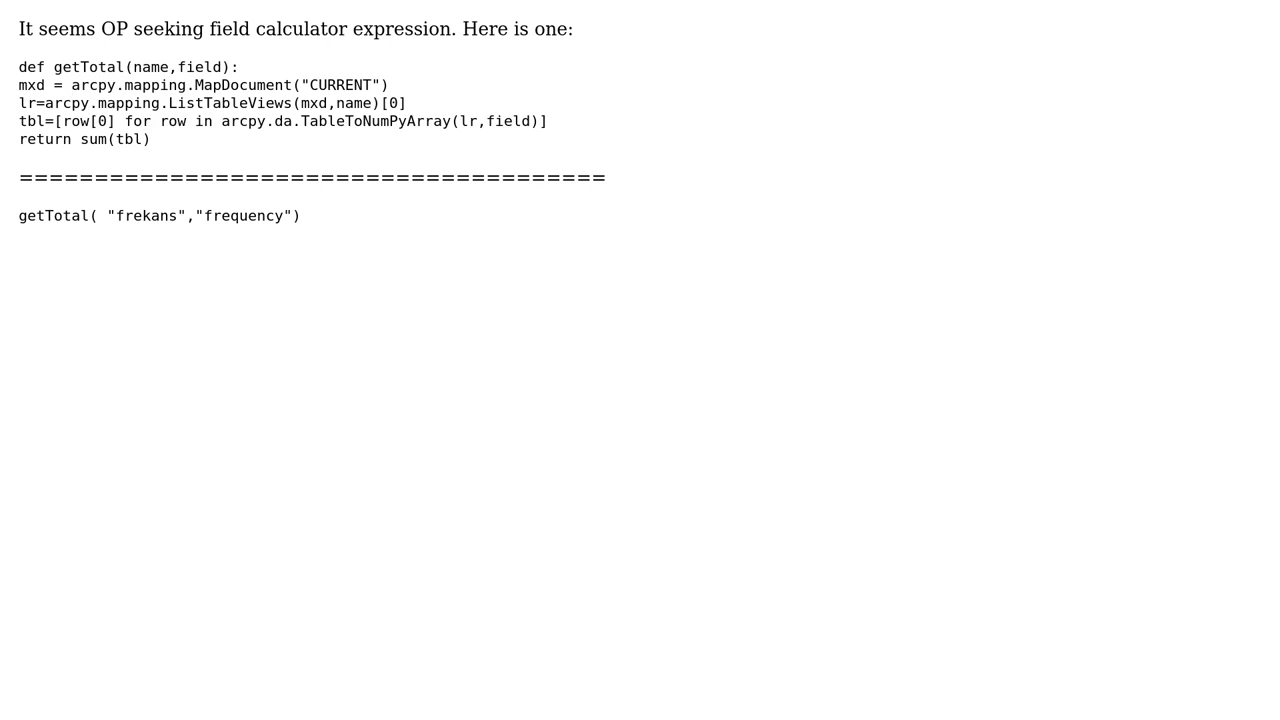 It seems OP seeking field calculator expression. Here is one:
def getTotal(name,field):
mxd = arcpy.mapping.MapDocument("CURRENT")
lr=arcpy.mapping.ListTableViews(mxd,name)[0]
tbl=[row[0] for row in arcpy.da.TableToNumPyArray(lr,field)]
return sum(tbl)
=======================================
getTotal( "frekans","frequency")